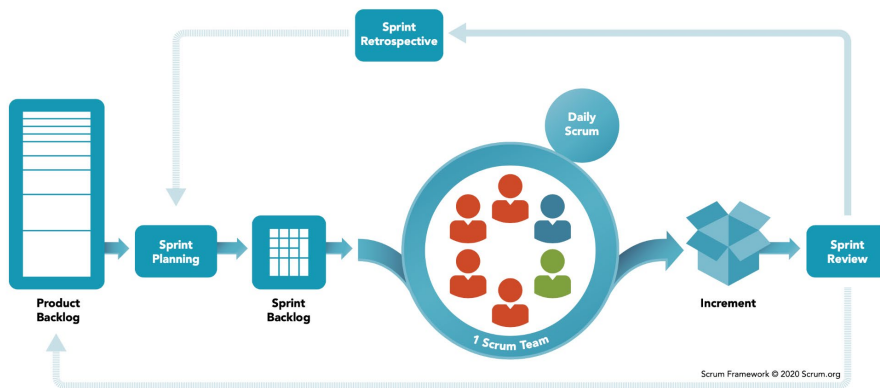 Sprint
Retrospective
Daily
Scrum
Sprint
Planning
Sprint
Review
Product
Backlog
Sprint
Backlog
1 Scrum Team
Increment
Scrum Framework © 2020 Scrum.org